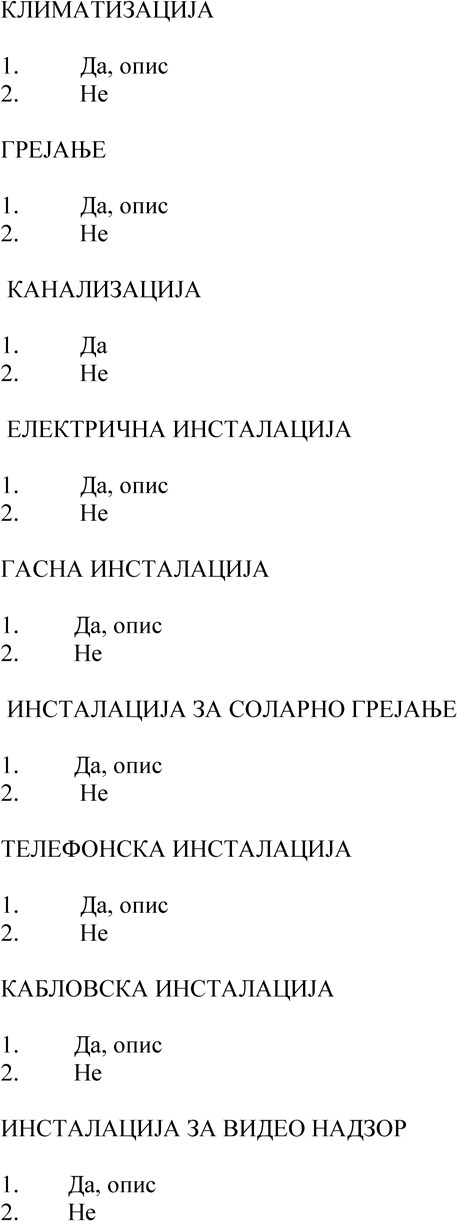 КЛИМАТИЗАЦИЈА
1. Да, опис
2. Не
ГРЕЈАЊЕ
1. Да, опис
2. Не
КАНАЛИЗАЦИЈА
1. Да
2. Не
ЕЛЕКТРИЧНА ИНСТАЛАЦИЈА
1. Да, опис
2. Не
ГАСНА ИНСТАЛАЦИЈА
1. Да, опис
2. Не
ИНСТАЛАЦИЈА ЗА СОЛАРНО ГРЕЈАЊЕ
1. Да, опис
2. Не
ТЕЛЕФОНСКА ИНСТАЛАЦИЈА
1. Да, опис
2. Не
КАБЛОВСКА ИНСТАЛАЦИЈА
1. Да, опис
2. Не
ИНСТАЛАЦИЈА ЗА ВИДЕО НАДЗОР
1. Да, опис
2. Не